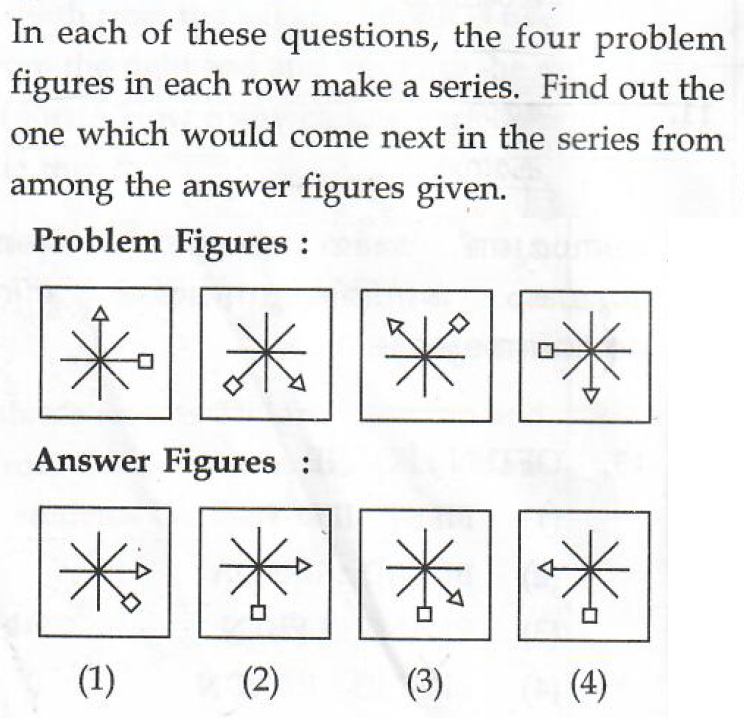 In each of these questions, the four problem
figures in each row make a series. Find out the
one which would come next in the series from
among the answer figures given.
Problem Figures :
Answer Figures :
(1) (2) (3) (4)